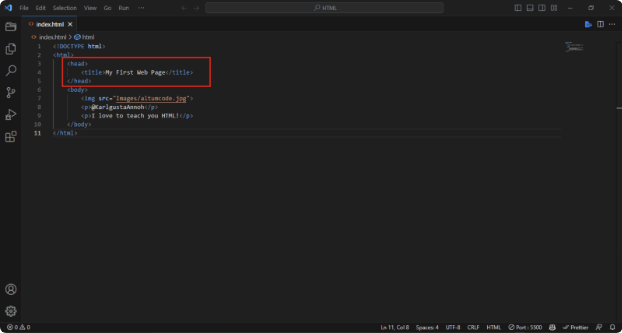 File Edit Selection View Go Run ··· HTML
index.html
index.html > html
1 <!DOCTYPE html>
2 <html>
3 <head>
4 <title>My First Web Page</title>
5 </head>
6 <body>
7 <img src="Images/altumcode.jpg">
8 <p>@KarlgustaAnnoh</p>
9 <p>I love to teach you HTML!</p>
10 </body>
11 </html>
0 0 Ln 11, Col 8 Spaces: 4 UTF-8 CRLF HTML Port : 5500 Prettier